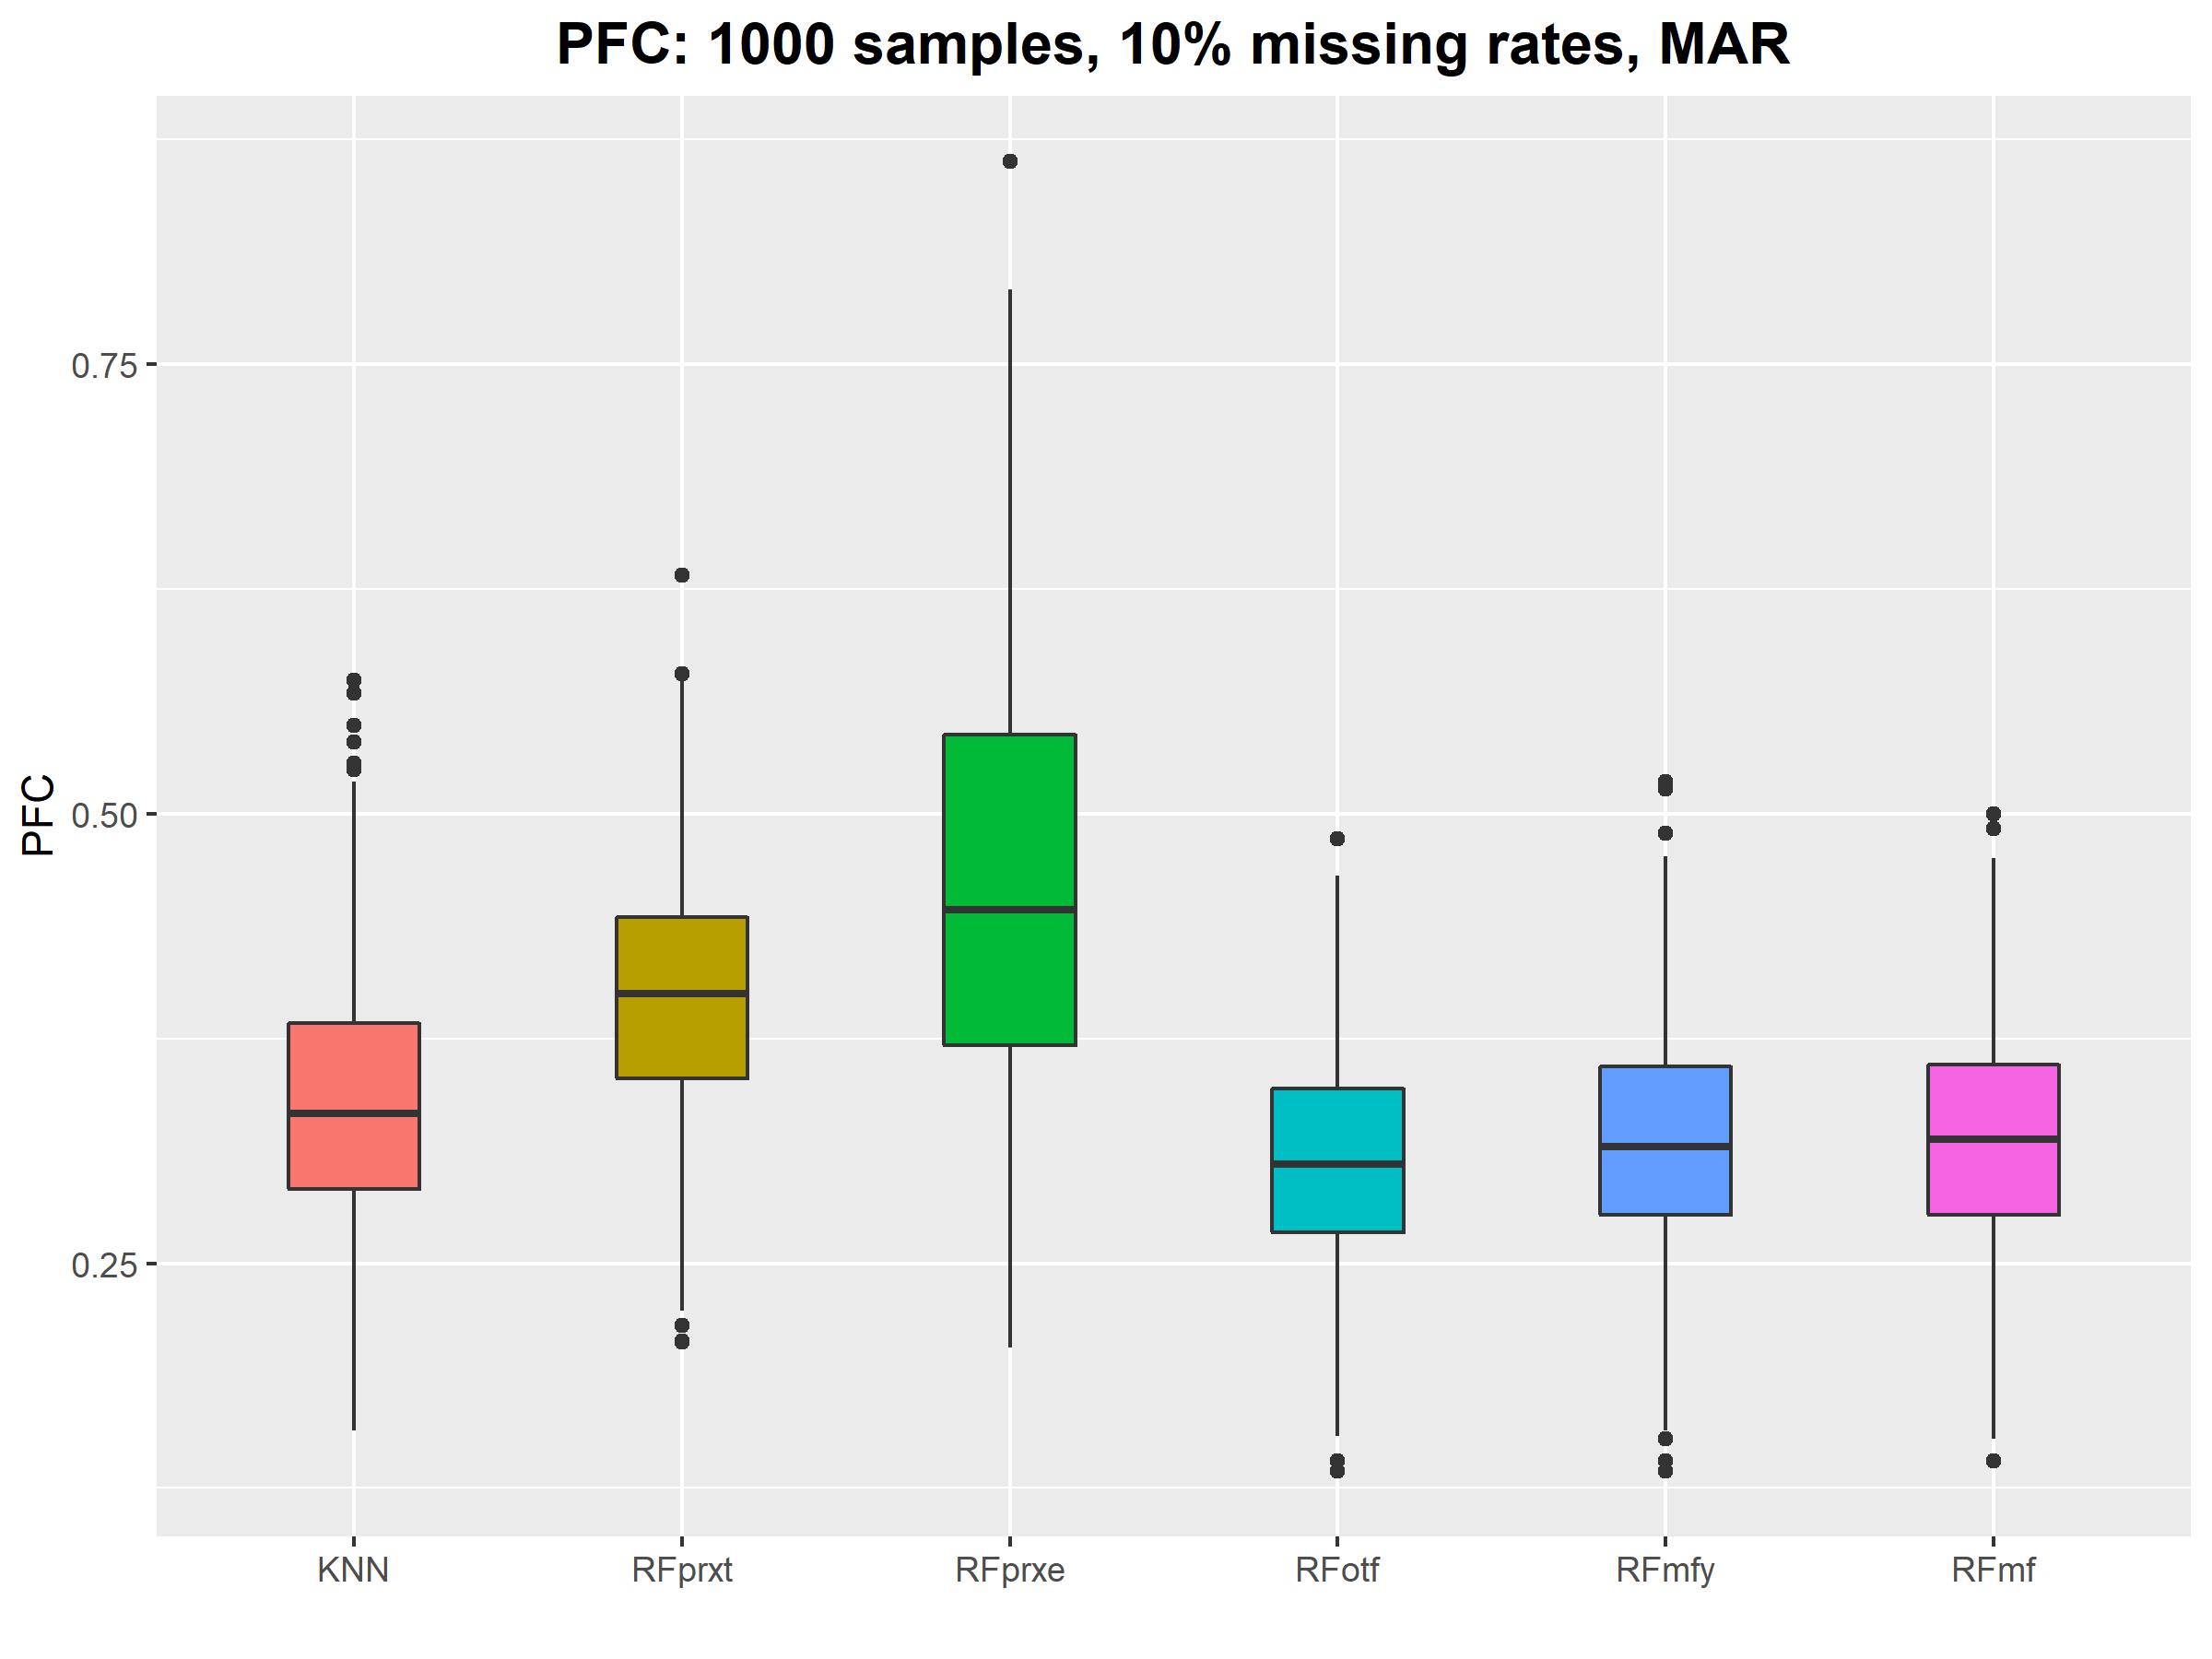 PFC: 1000 samples, 10% missing rates, MAR
PFC
0.75
0.50
0.25
KNN RFprxt RFprxe RFotf RFmfy RFmf